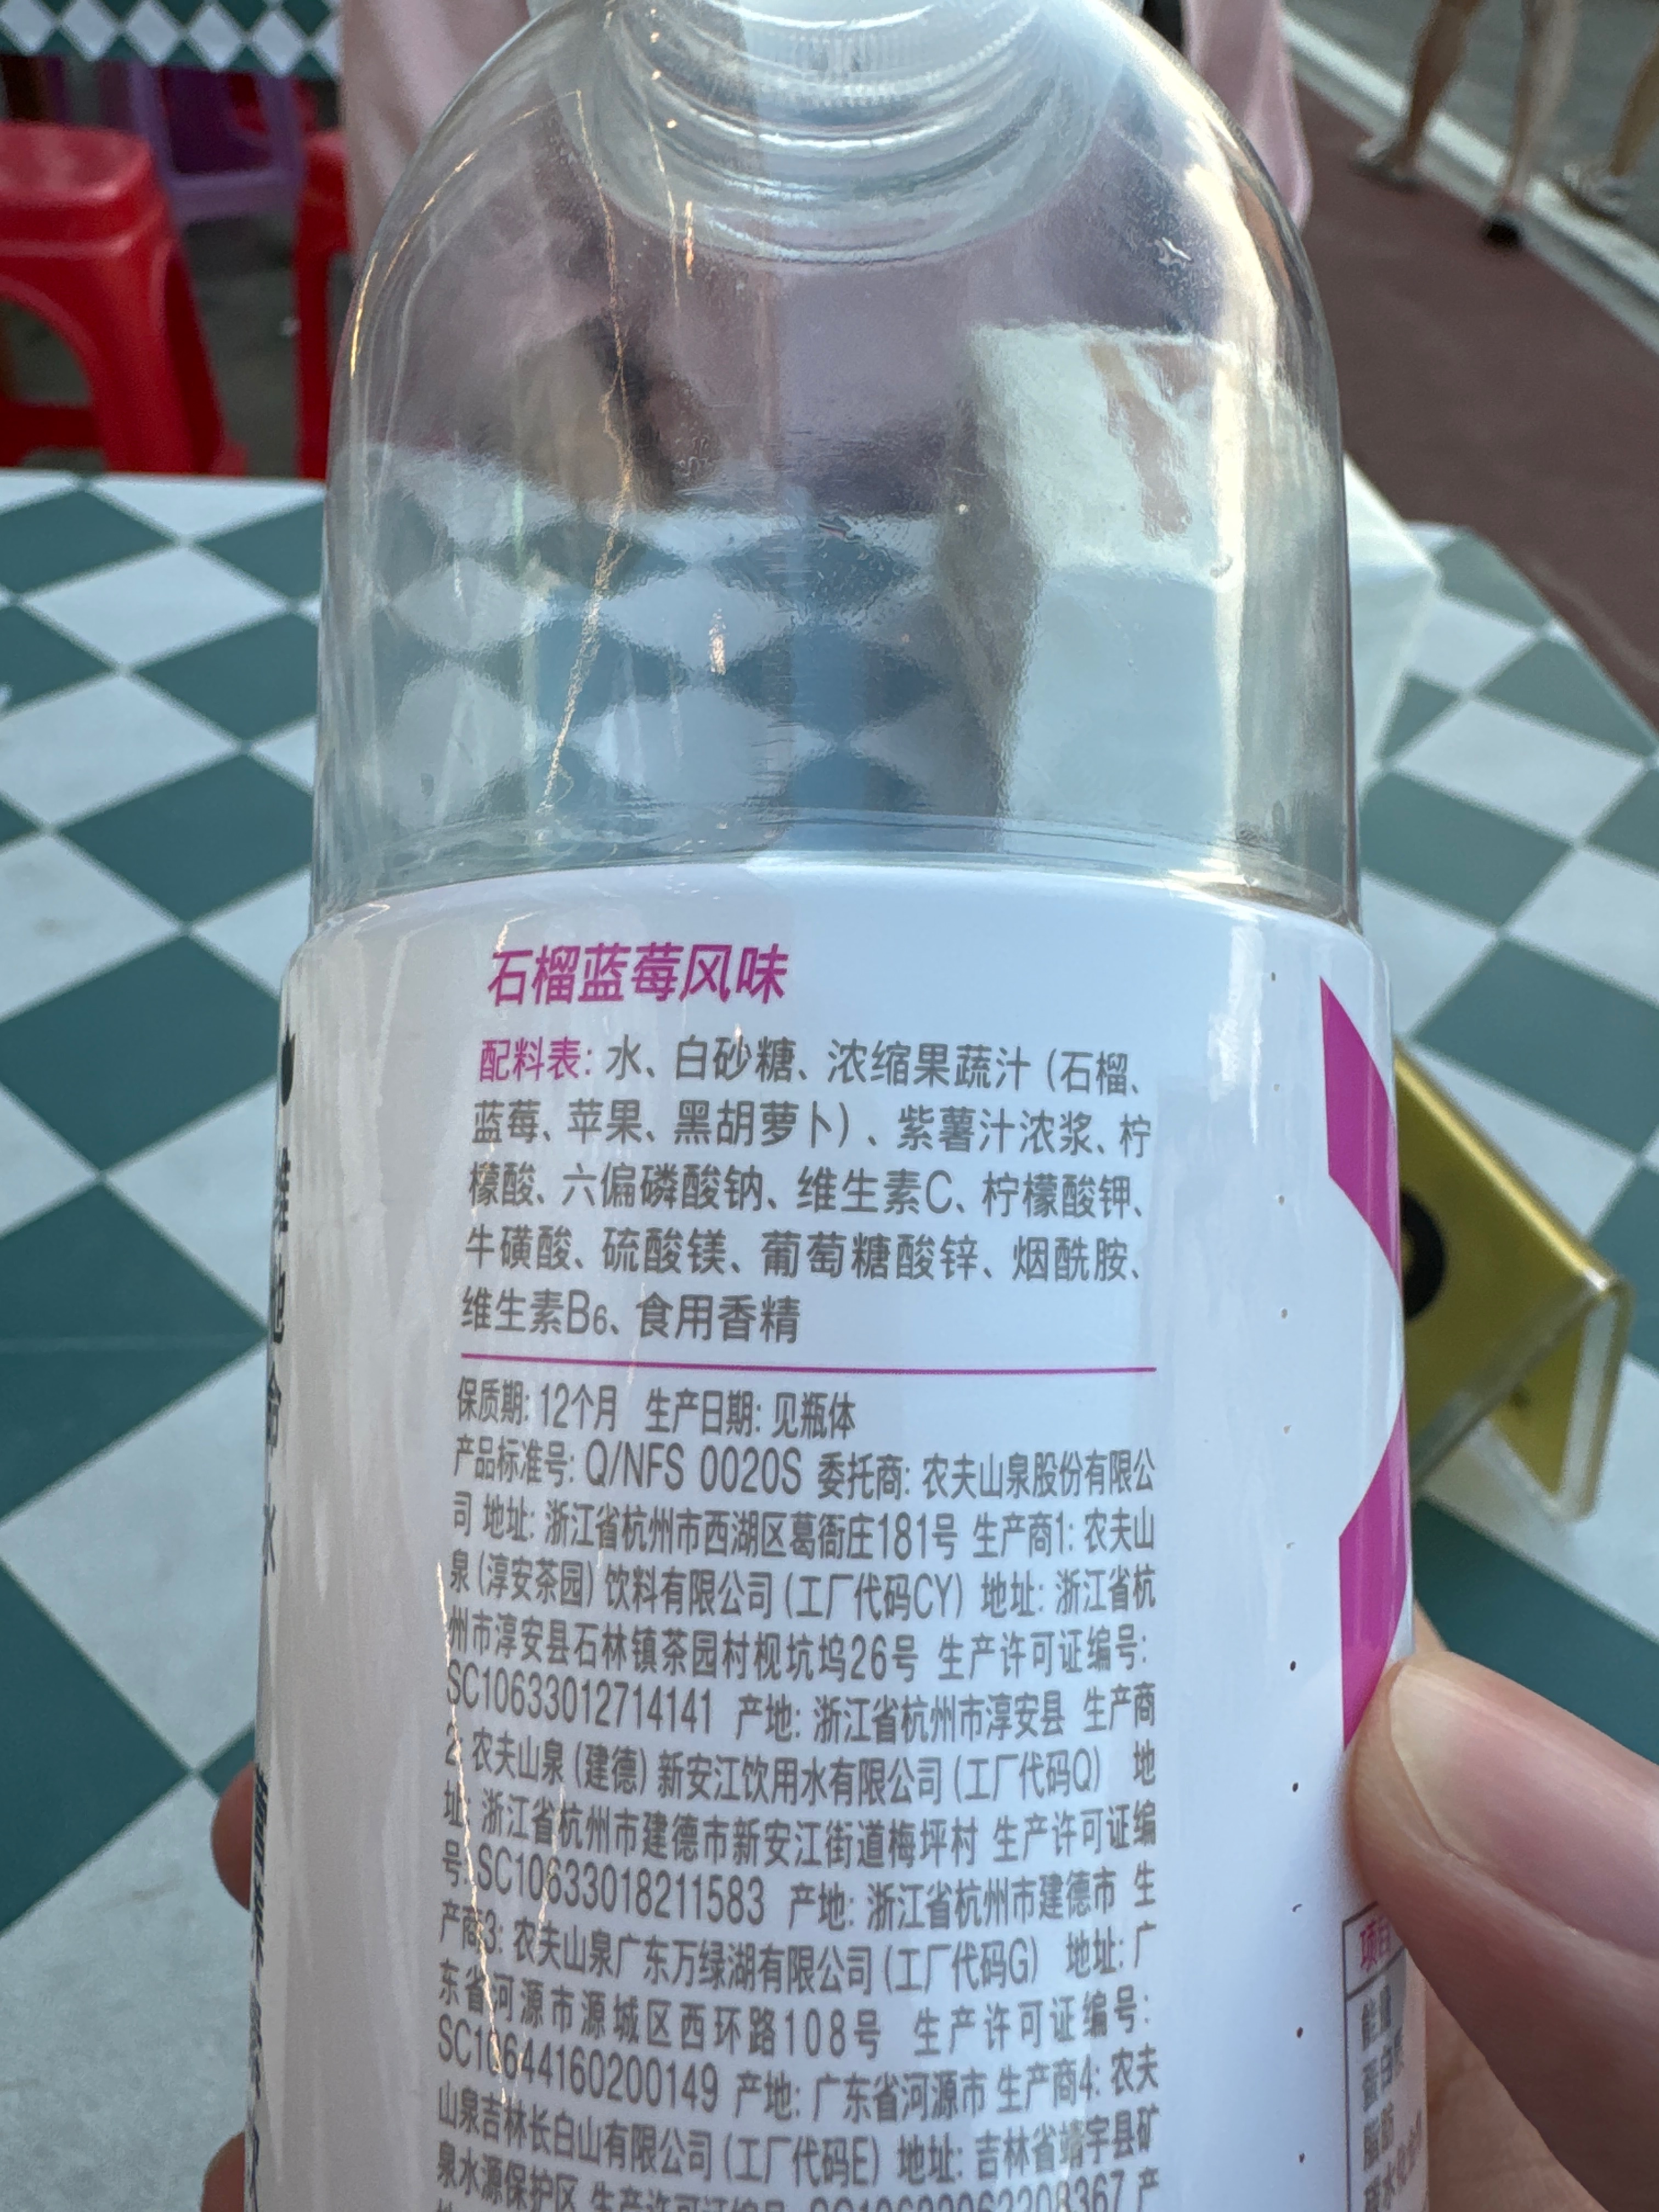 石榴蓝莓风味
配料表: 水、白砂糖、浓缩果蔬汁 (石榴、
蓝莓、苹果、黑胡萝卜) 、紫薯汁浓浆、柠
檬酸、六偏磷酸钠、维生素C、柠檬酸钾、
牛磺酸、硫酸镁、葡萄糖酸锌、烟酰胺、
维生素B₆、食用香精
保质期: 12个月 生产日期: 见瓶体
产品标准号: Q/NFS 0020S 委托商: 农夫山泉股份有限公
司 地址: 浙江省杭州市西湖区葛衙庄181号 生产商1: 农夫山
泉 (淳安茶园) 饮料有限公司 (工厂代码CY) 地址: 浙江省杭
州市淳安县石林镇茶园村枧坑坞26号 生产许可证编号:
SC10633012714141 产地: 浙江省杭州市淳安县 生产商
2: 农夫山泉 (建德) 新安江饮用水有限公司 (工厂代码Q) 地
址: 浙江省杭州市建德市新安江街道梅坪村 生产许可证编
号: SC10633018211583 产地: 浙江省杭州市建德市 生
产商3: 农夫山泉广东万绿湖有限公司 (工厂代码G) 地址: 广
东省河源市源城区西环路108号 生产许可证编号:
SC10644160200149 产地: 广东省河源市 生产商4: 农夫
山泉吉林长白山有限公司 (工厂代码E) 地址: 吉林省靖宇县矿
泉水源保护区 生产许可证编号: SC10622062208367 产
项目
能量
蛋白质
脂肪